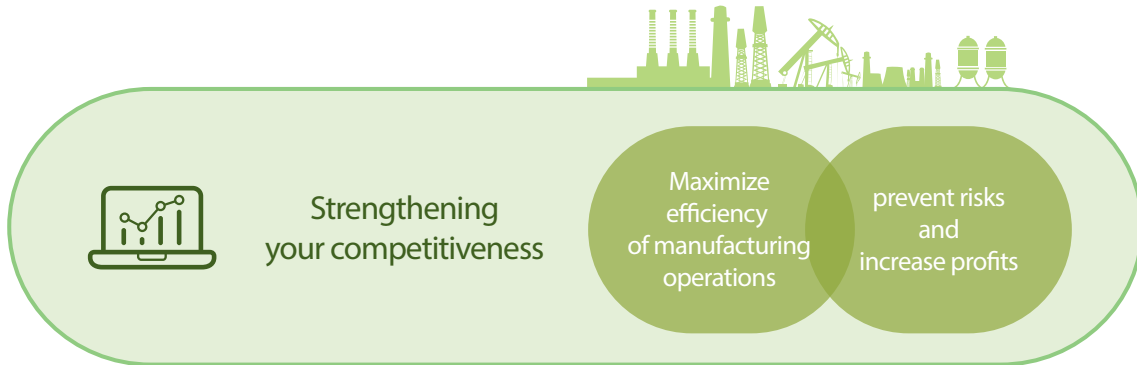 Strengthening
your competitiveness
Maximize
efficiency
of manufacturing
operations
prevent risks
and
increase profits